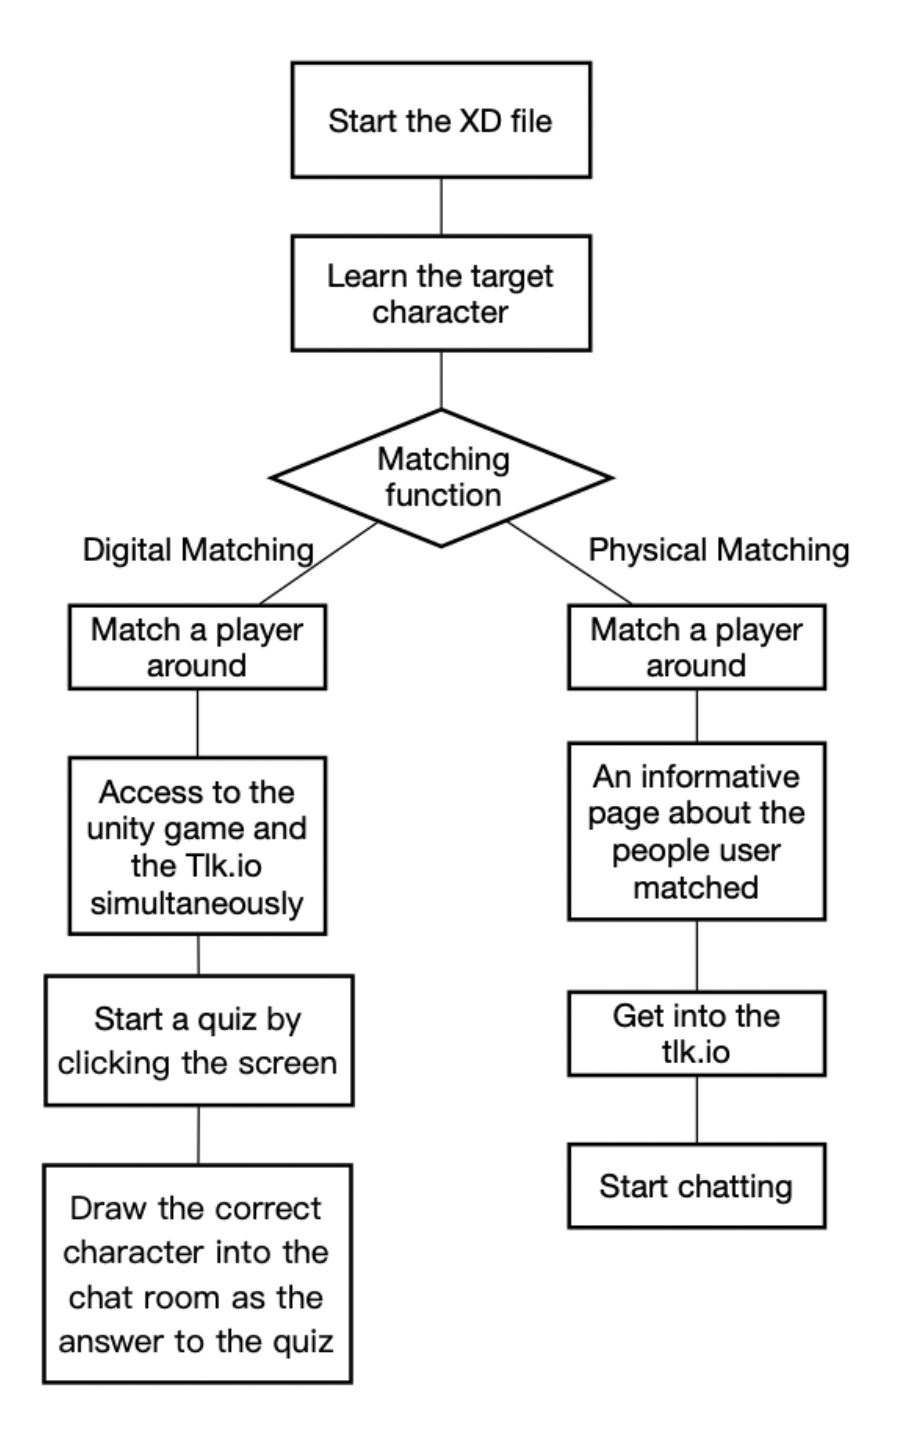 Start the XD file
Learn the target
character
Matching
function
Digital Matching
Physical Matching
Match a player
around
Access to the
unity game and
the Tlk.io
simultaneously
Start a quiz by
clicking the screen
Draw the correct
character into the
chat room as the
answer to the quiz
Match a player
around
An informative
page about the
people user
matched
Get into the
tlk.io
Start chatting